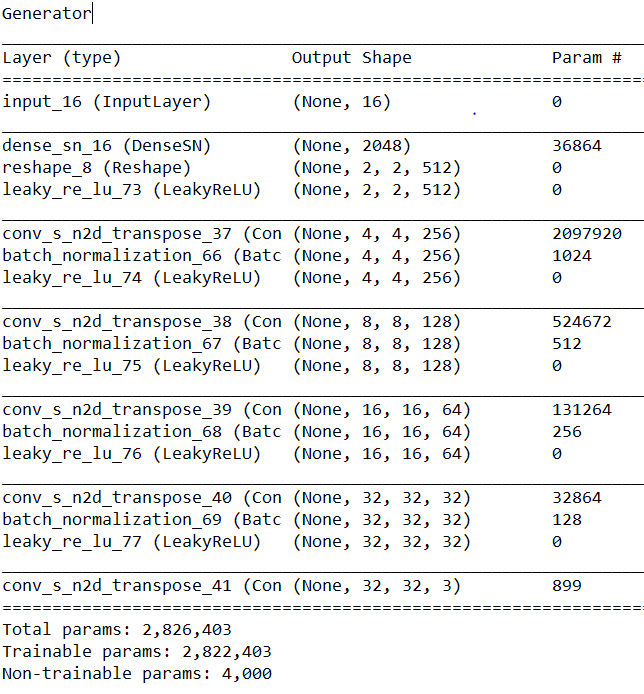 Generator
Layer (type) Output Shape Param #
input_16 (InputLayer) (None, 16) 0
dense_sn_16 (DenseSN) (None, 2048) 36864
reshape_8 (Reshape) (None, 2, 2, 512) 0
leaky_re_lu_73 (LeakyReLU) (None, 2, 2, 512) 0
conv_s_n2d_transpose_37 (Con (None, 4, 4, 256) 2097920
batch_normalization_66 (Batc (None, 4, 4, 256) 1024
leaky_re_lu_74 (LeakyReLU) (None, 4, 4, 256) 0
conv_s_n2d_transpose_38 (Con (None, 8, 8, 128) 524672
batch_normalization_67 (Batc (None, 8, 8, 128) 512
leaky_re_lu_75 (LeakyReLU) (None, 8, 8, 128) 0
conv_s_n2d_transpose_39 (Con (None, 16, 16, 64) 131264
batch_normalization_68 (Batc (None, 16, 16, 64) 256
leaky_re_lu_76 (LeakyReLU) (None, 16, 16, 64) 0
conv_s_n2d_transpose_40 (Con (None, 32, 32, 32) 32864
batch_normalization_69 (Batc (None, 32, 32, 32) 128
leaky_re_lu_77 (LeakyReLU) (None, 32, 32, 32) 0
conv_s_n2d_transpose_41 (Con (None, 32, 32, 3) 899
Total params: 2,826,403
Trainable params: 2,822,403
Non-trainable params: 4,000